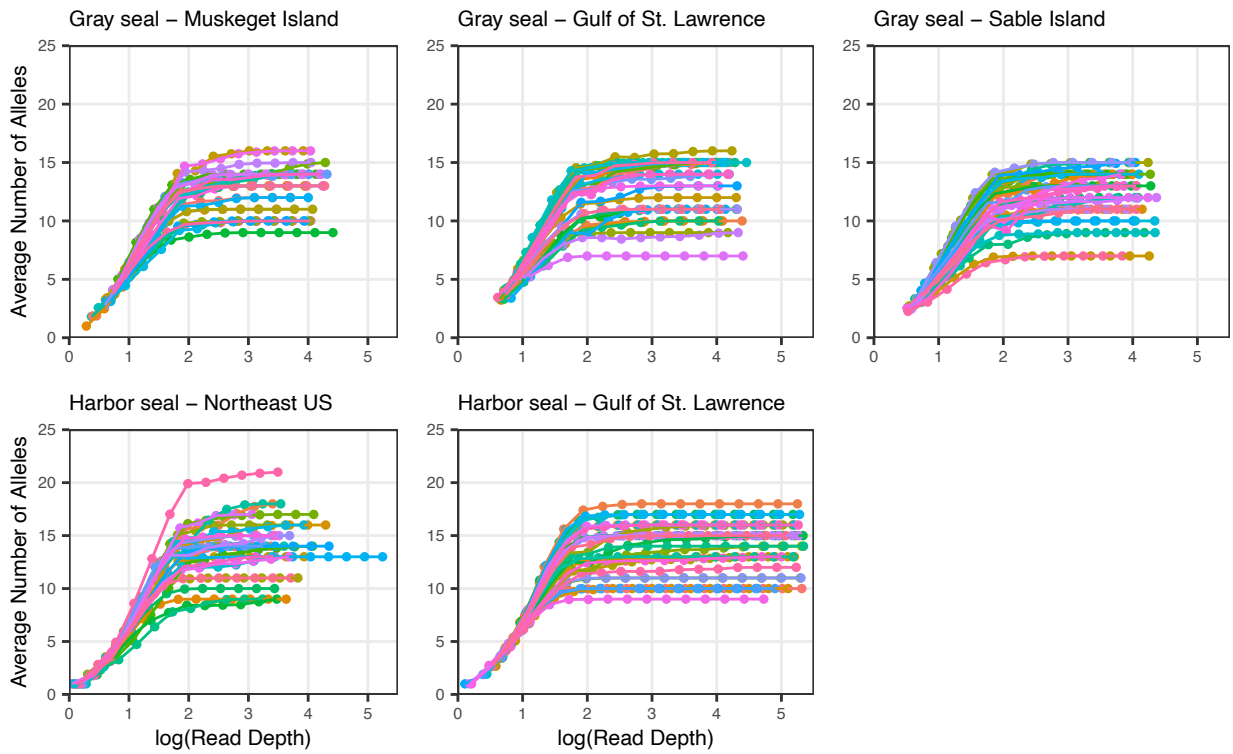 Gray seal − Muskeget Island
Gray seal − Gulf of St. Lawrence
Gray seal − Sable Island
Average Number of Alleles
25
20
15
10
5
0
0 1 2 3 4 5
25
20
15
10
5
0
0 1 2 3 4 5
25
20
15
10
5
0
0 1 2 3 4 5
Harbor seal − Northeast US
Harbor seal − Gulf of St. Lawrence
Average Number of Alleles
25
20
15
10
5
0
0 1 2 3 4 5
log(Read Depth)
25
20
15
10
5
0
0 1 2 3 4 5
log(Read Depth)